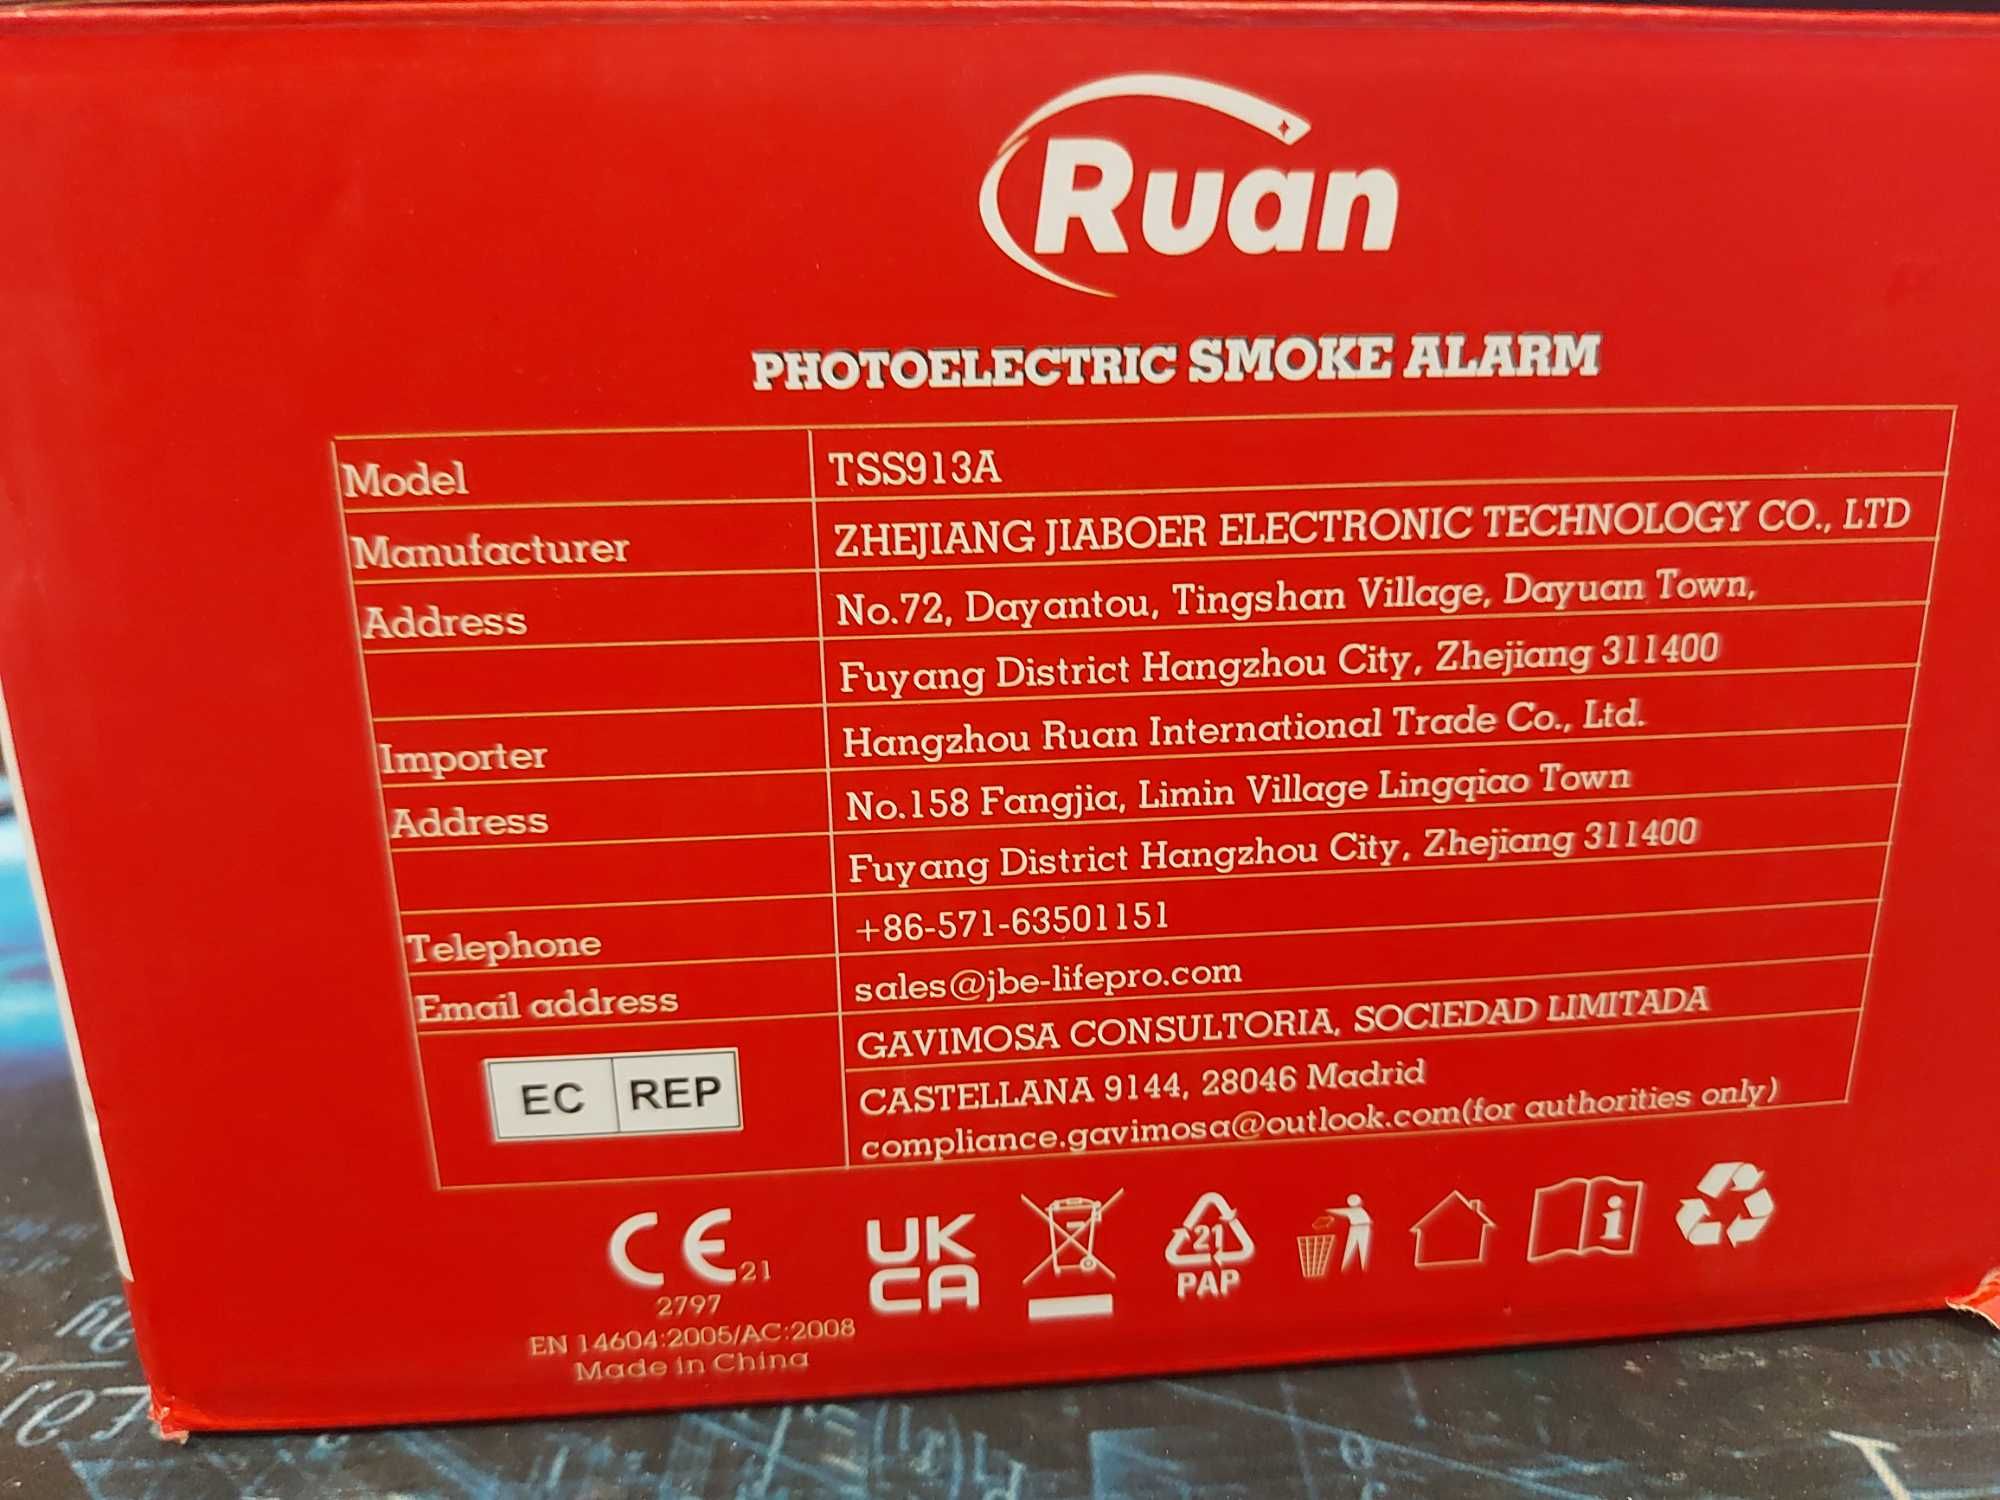 Ruan
PHOTOELECTRIC SMOKE ALARM
Model TSS913A
Manufacturer ZHEJIANG JIABOER ELECTRONIC TECHNOLOGY CO., LTD
Address No.72, Dayantou, Tingshan Village, Dayuan Town,
Fuyang District Hangzhou City, Zhejiang 311400
Importer Hangzhou Ruan International Trade Co., Ltd.
Address No.158 Fangjia, Limin Village Lingqiao Town
Fuyang District Hangzhou City, Zhejiang 311400
Telephone +86-571-63501151
Email address sales@jbe-lifepro.com
EC REP GAVIMOSA CONSULTORIA, SOCIEDAD LIMITADA
CASTELLANA 9144, 28046 Madrid
compliance.gavimosa@outlook.com(for authorities only)
CE 21
2797
EN 14604:2005/AC:2008
Made in China
UK
CA
21
PAP
i